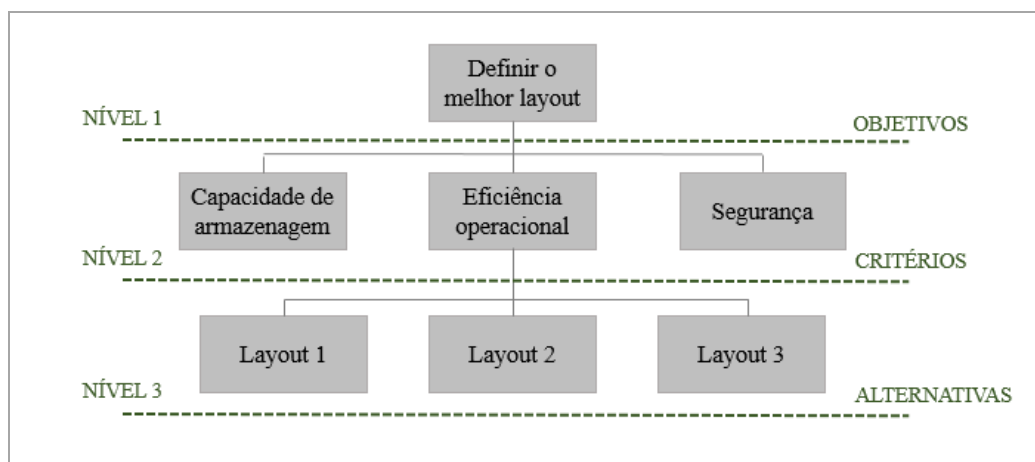 Definir o
melhor layout
NÍVEL 1
OBJETIVOS
Capacidade de
armazenagem
Eficiência
operacional
Segurança
NÍVEL 2
CRITÉRIOS
Layout 1
Layout 2
Layout 3
NÍVEL 3
ALTERNATIVAS